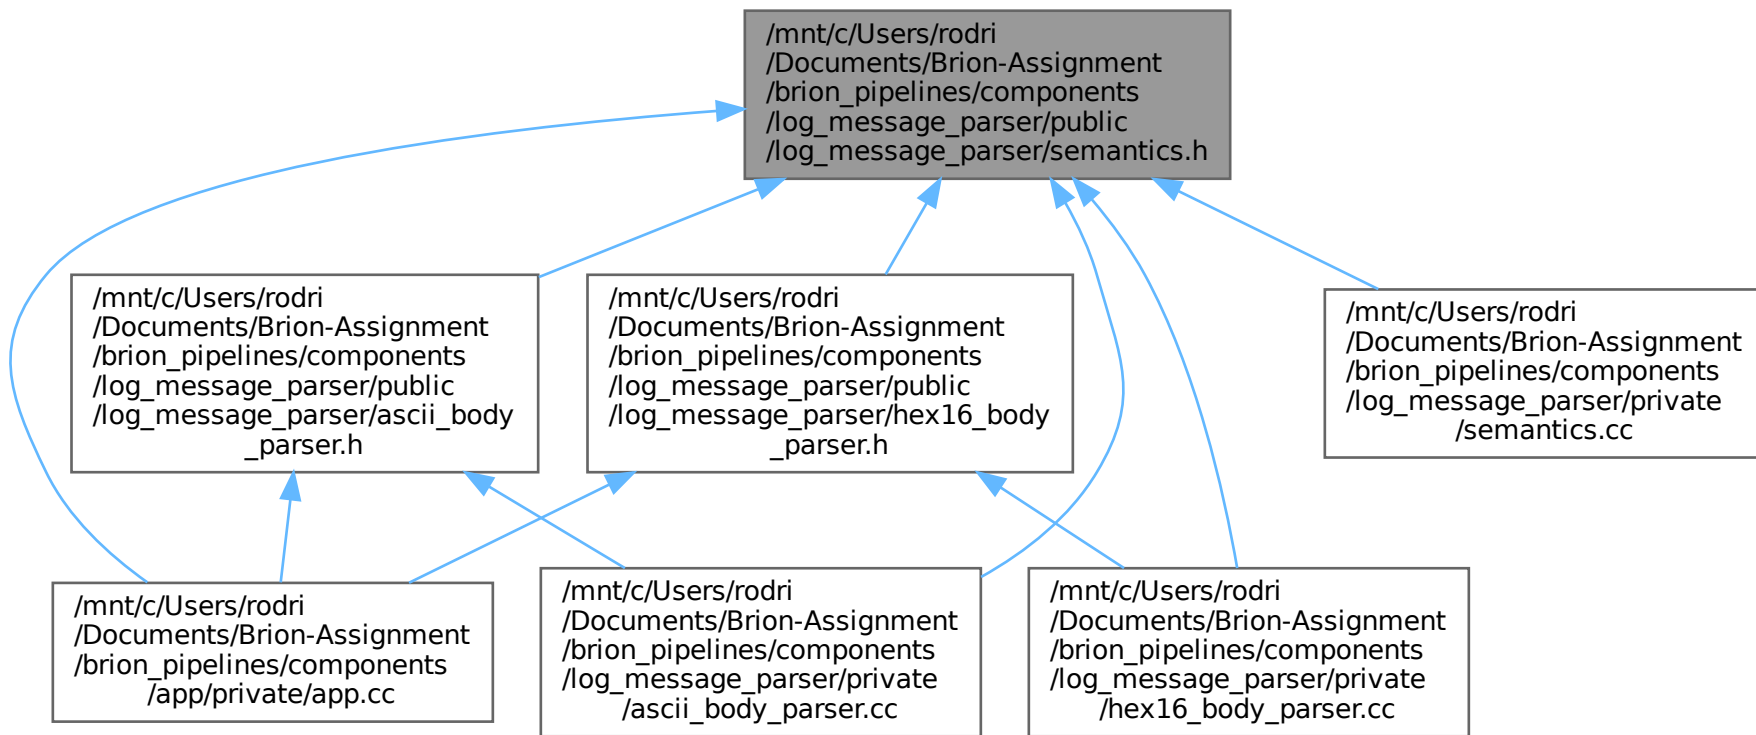 /mnt/c/Users/rodri
/Documents/Brion-Assignment
/brion_pipelines/components
/log_message_parser/public
/log_message_parser/semantics.h
/mnt/c/Users/rodri
/Documents/Brion-Assignment
/brion_pipelines/components
/log_message_parser/public
/log_message_parser/ascii_body
_parser.h
/mnt/c/Users/rodri
/Documents/Brion-Assignment
/brion_pipelines/components
/log_message_parser/public
/log_message_parser/hex16_body
_parser.h
/mnt/c/Users/rodri
/Documents/Brion-Assignment
/brion_pipelines/components
/log_message_parser/private
/semantics.cc
/mnt/c/Users/rodri
/Documents/Brion-Assignment
/brion_pipelines/components
/app/private/app.cc
/mnt/c/Users/rodri
/Documents/Brion-Assignment
/brion_pipelines/components
/log_message_parser/private
/ascii_body_parser.cc
/mnt/c/Users/rodri
/Documents/Brion-Assignment
/brion_pipelines/components
/log_message_parser/private
/hex16_body_parser.cc